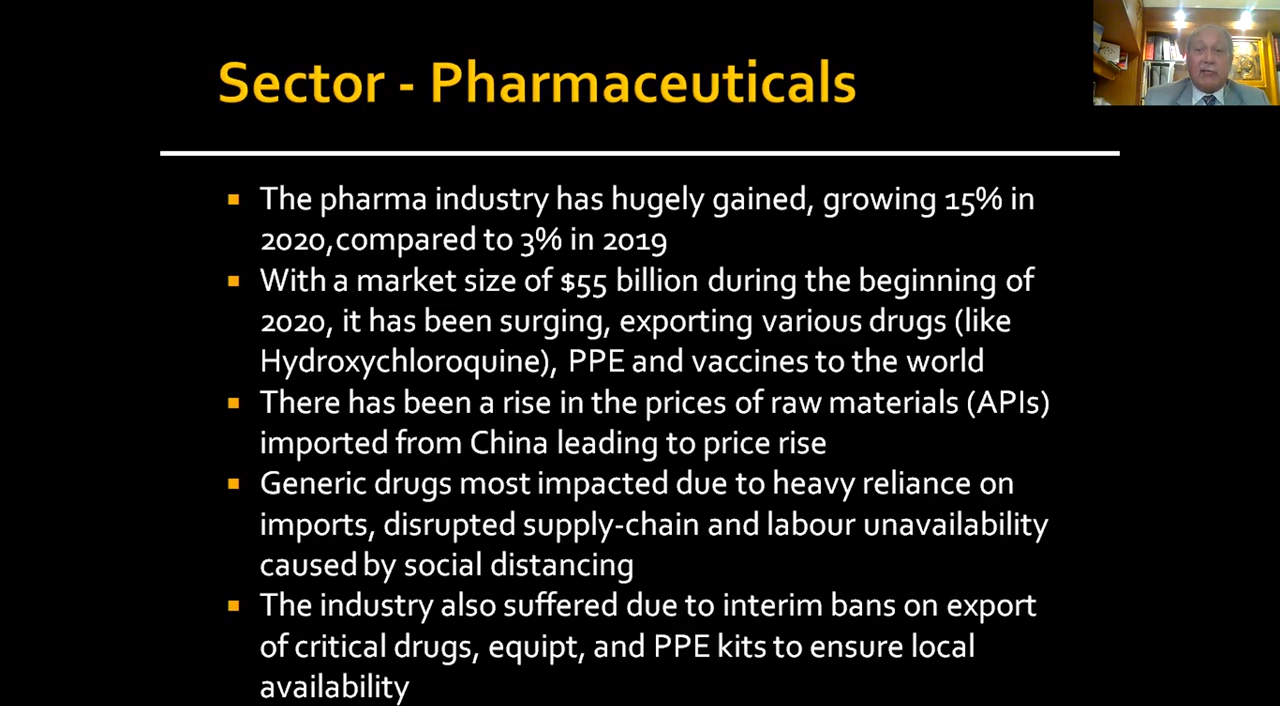 Sector - Pharmaceuticals
The pharma industry has hugely gained, growing 15% in
2020,compared to 3% in 2019
With a market size of $55 billion during the beginning of
2020, it has been surging, exporting various drugs (like
Hydroxychloroquine), PPE and vaccines to the world
There has been a rise in the prices of raw materials (APIs)
imported from China leading to price rise
Generic drugs most impacted due to heavy reliance on
imports, disrupted supply-chain and labour unavailability
caused by social distancing
The industry also suffered due to interim bans on export
of critical drugs, equipt, and PPE kits to ensure local
availability